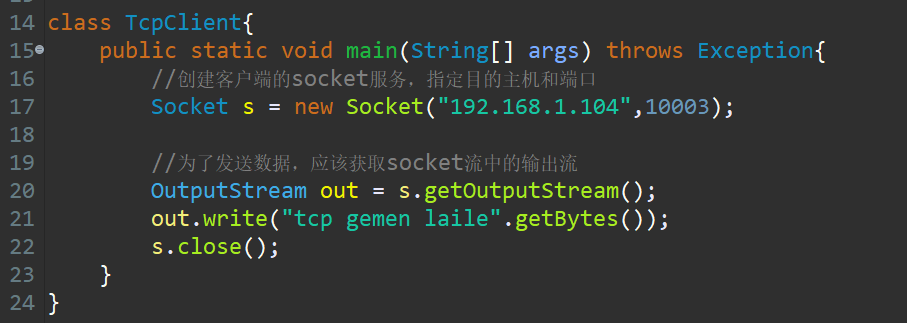 14 class TcpClient{
15 public static void main(String[] args) throws Exception{
16 //创建客户端的socket服务，指定目的主机和端口
17 Socket s = new Socket("192.168.1.104",10003);
18
19 //为了发送数据，应该获取socket流中的输出流
20 OutputStream out = s.getOutputStream();
21 out.write("tcp gemen laile".getBytes());
22 s.close();
23 }
24 }